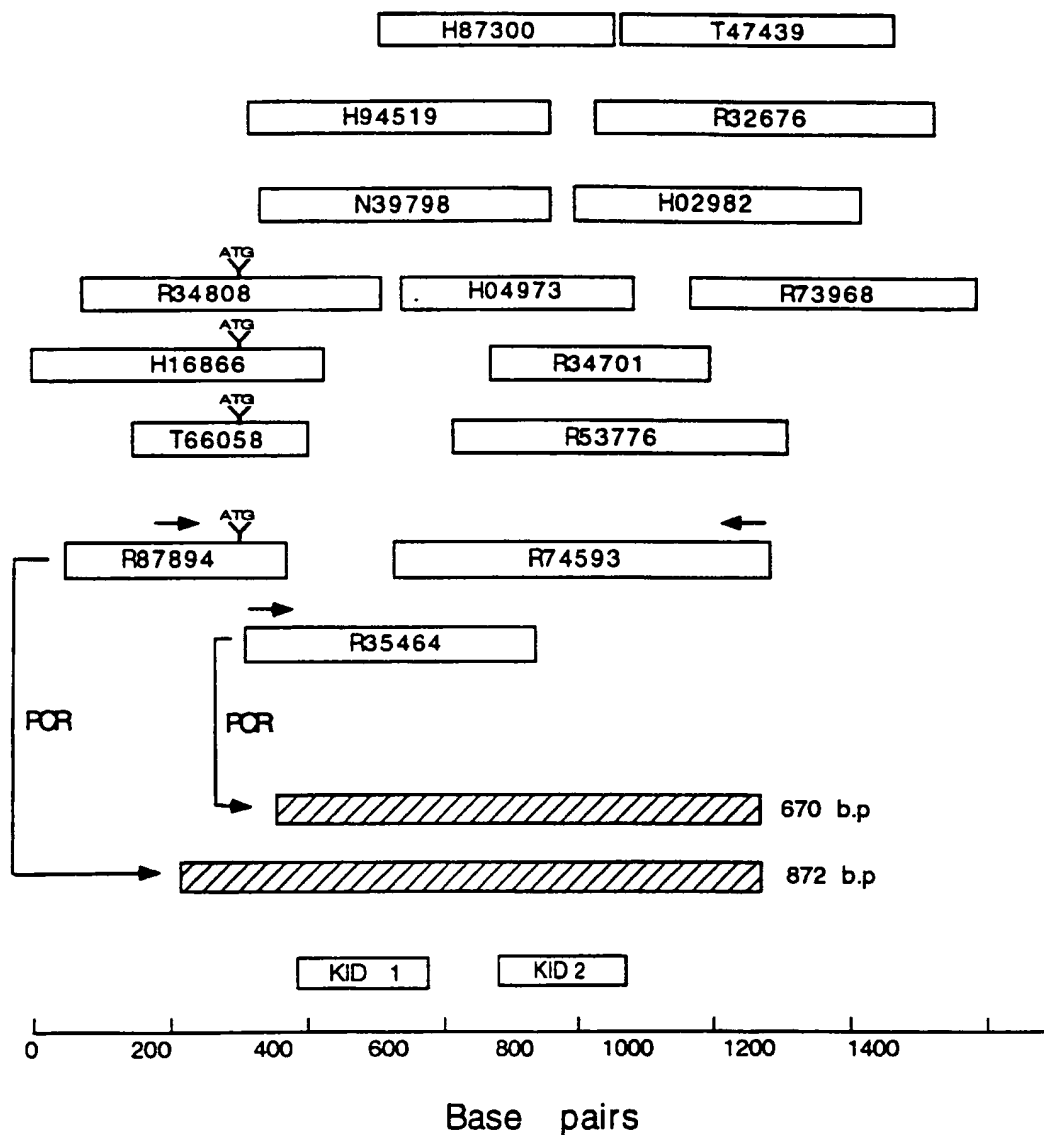 H87300 T47439
H94519 R32676
N39798 H02982
ATG
R34808 H04973 R73968
ATG
H16866 R34701
ATG
T66058 R53776
ATG
R87894 R74593
R35464
PCR PCR
670 b.p
872 b.p
KID 1 KID 2
0 200 400 600 800 1000 1200 1400
Base pairs